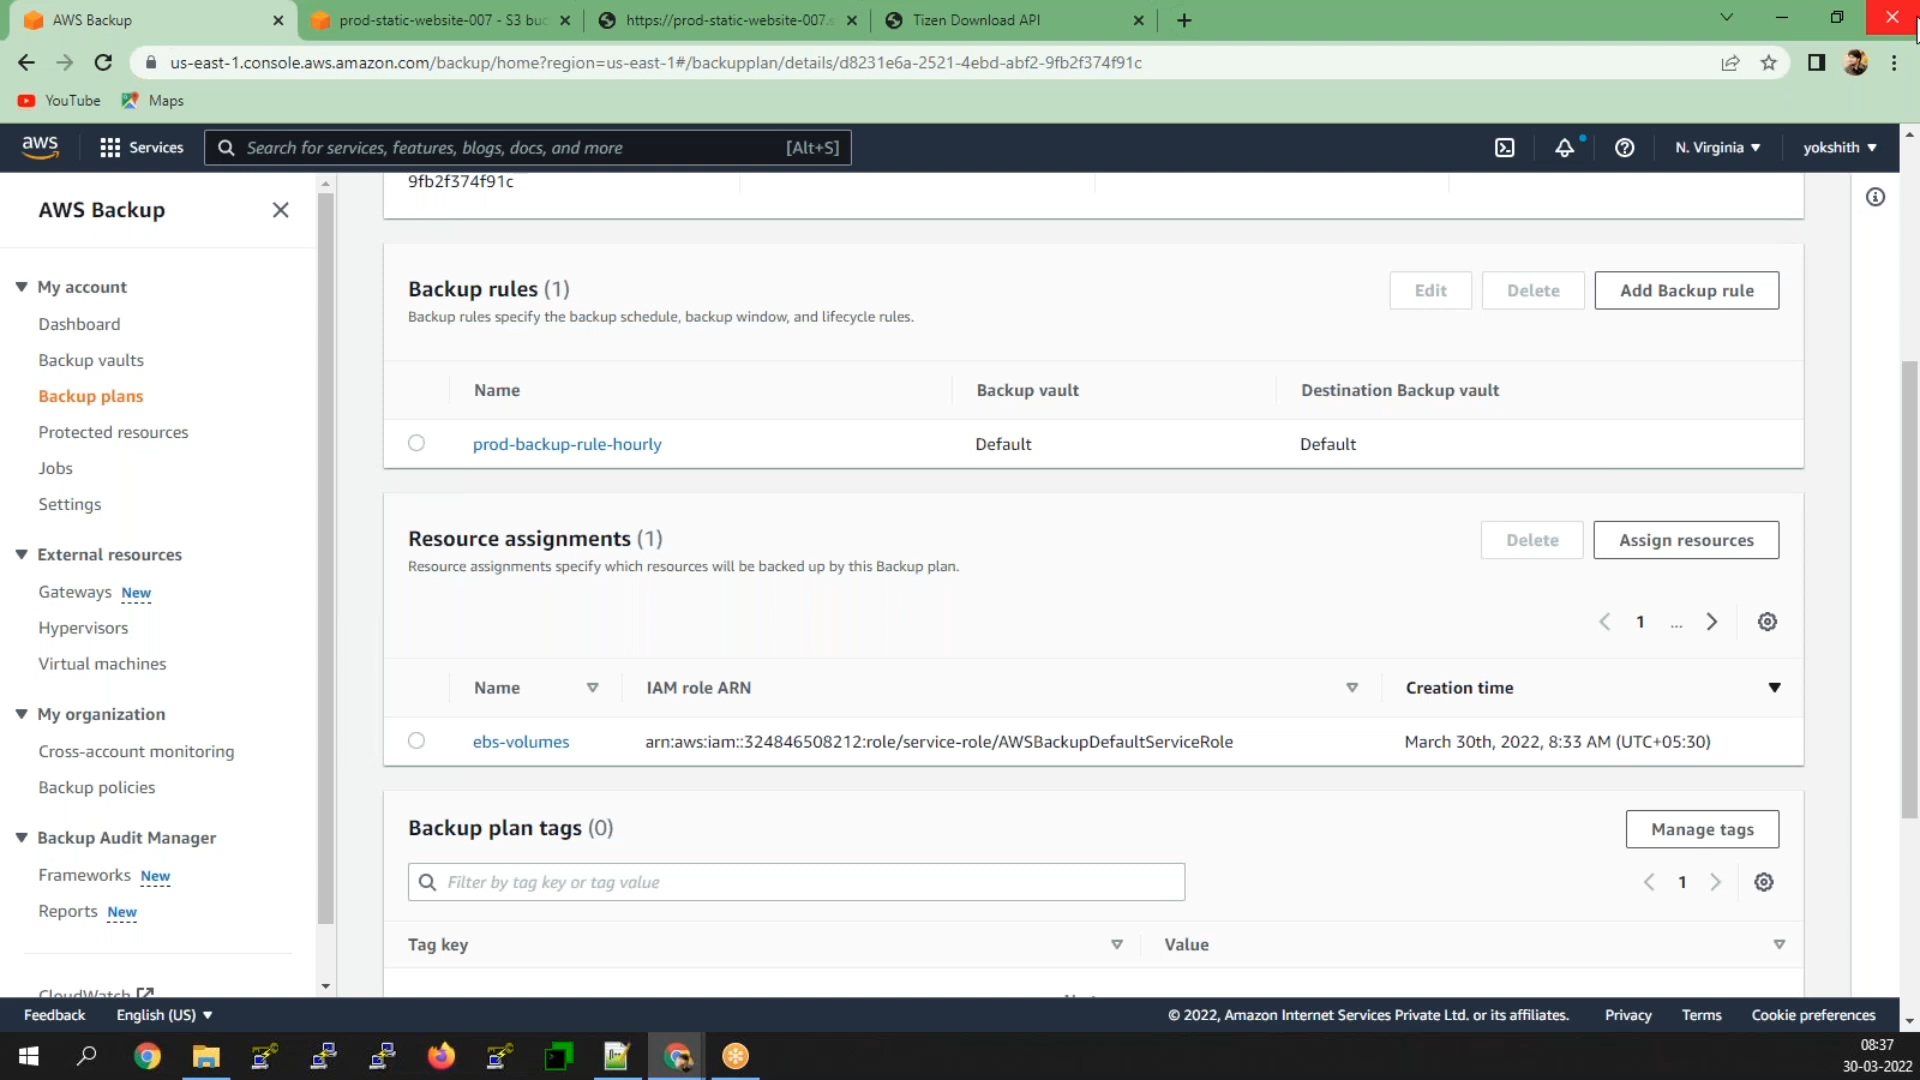 AWS Backup
prod-static-website-007 - S3 buc
https://prod-static-website-007.s
Tizen Download API
us-east-1.console.aws.amazon.com/backup/home?region=us-east-1#/backupplan/details/d8231e6a-2521-4ebd-abf2-9fb2f374f91c
YouTube
Maps
aws
Services
Search for services, features, blogs, docs, and more
[Alt+S]
N. Virginia
yokshith
AWS Backup
My account
Dashboard
Backup vaults
Backup plans
Protected resources
Jobs
Settings
External resources
Gateways New
Hypervisors
Virtual machines
My organization
Cross-account monitoring
Backup policies
Backup Audit Manager
Frameworks New
Reports New
CloudWatch
9fb2f374f91c
Backup rules (1)
Edit
Delete
Add Backup rule
Backup rules specify the backup schedule, backup window, and lifecycle rules.
Name
Backup vault
Destination Backup vault
prod-backup-rule-hourly
Default
Default
Resource assignments (1)
Delete
Assign resources
Resource assignments specify which resources will be backed up by this Backup plan.
1 ...
Name
IAM role ARN
Creation time
ebs-volumes
arn:aws:iam::324846508212:role/service-role/AWSBackupDefaultServiceRole
March 30th, 2022, 8:33 AM (UTC+05:30)
Backup plan tags (0)
Manage tags
Filter by tag key or tag value
1
Tag key
Value
Feedback
English (US)
© 2022, Amazon Internet Services Private Ltd. or its affiliates.
Privacy
Terms
Cookie preferences
08:37
30-03-2022